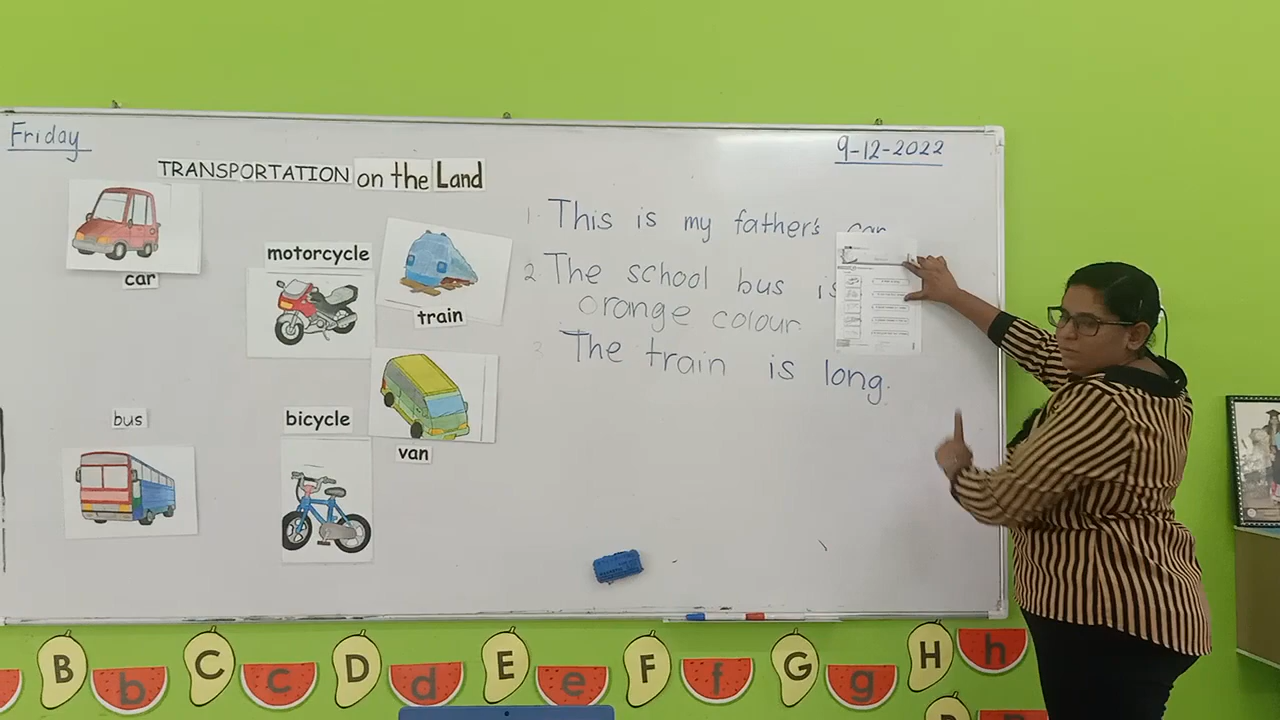 Friday
9-12-2022
TRANSPORTATION on the Land
car
motorcycle
train
bus
bicycle
van
1. This is my father's car
2. The school bus is
orange colour.
3. The train is long.
B b C c D d E e F f G g H h